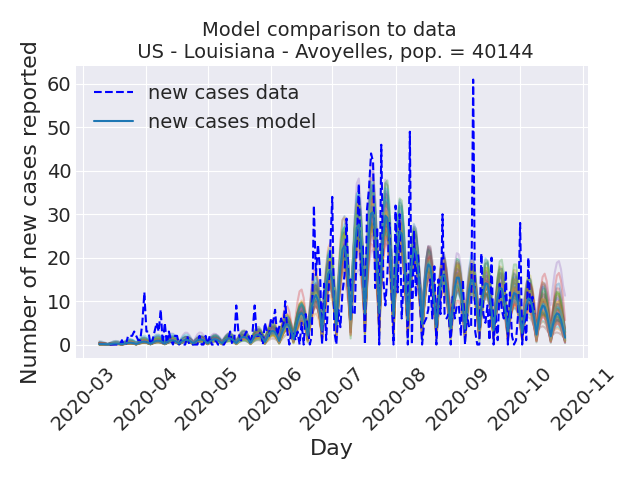 Model comparison to data
US - Louisiana - Avoyelles, pop. = 40144
Number of new cases reported
60
50
40
30
20
10
0
new cases data
new cases model
2020-03
2020-04
2020-05
2020-06
2020-07
2020-08
2020-09
2020-10
2020-11
Day